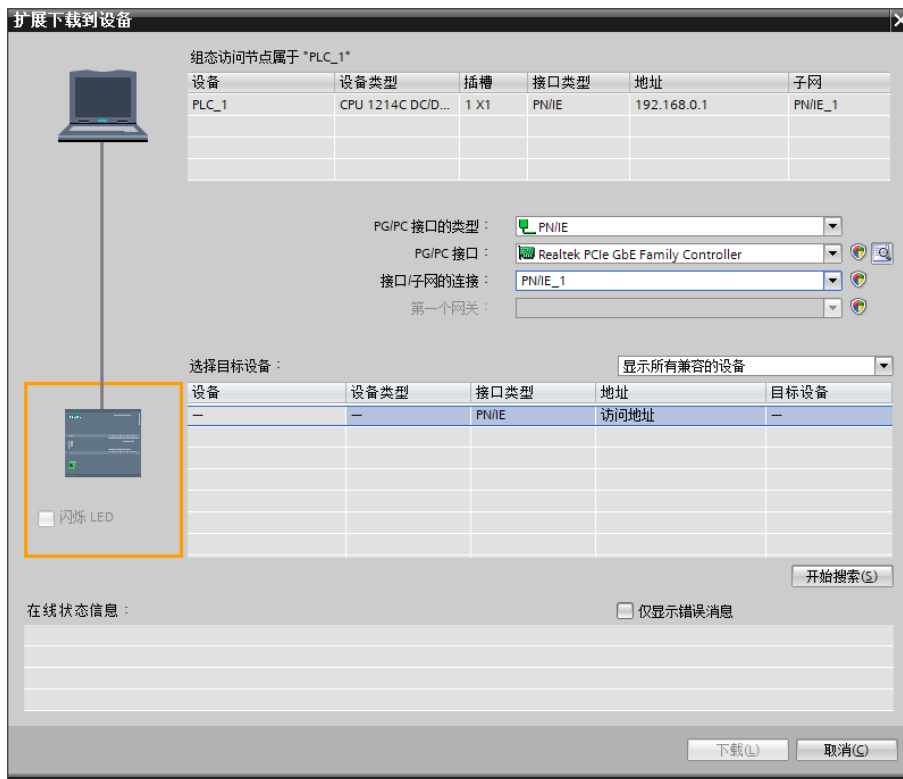 扩展下载到设备
组态访问节点属于 "PLC_1"
设备 设备类型 插槽 接口类型 地址 子网
PLC_1 CPU 1214C DC/D... 1 X1 PN/IE 192.168.0.1 PN/IE_1
PG/PC 接口的类型： PN/IE
PG/PC 接口： Realtek PCIe GbE Family Controller
接口/子网的连接： PN/IE_1
第一个网关：
选择目标设备： 显示所有兼容的设备
设备 设备类型 接口类型 地址 目标设备
— — PN/IE 访问地址 —
闪烁 LED
开始搜索(S)
在线状态信息： 仅显示错误消息
下载(L) 取消(C)